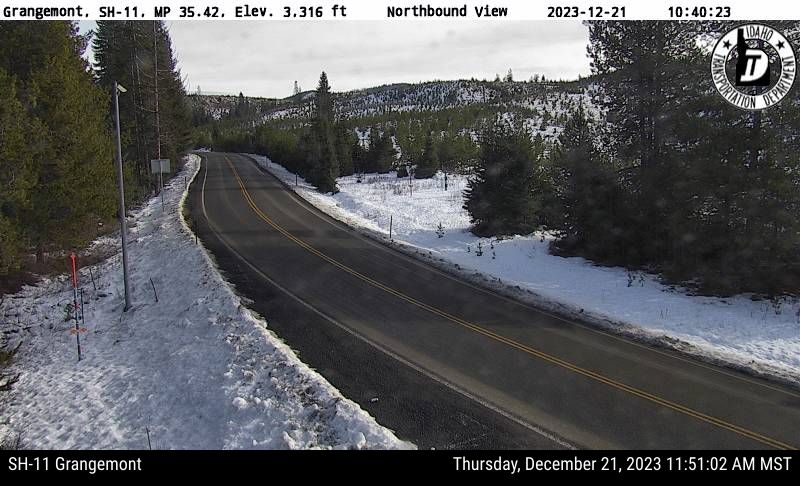 Grangemont, SH-11, MP 35.42, Elev. 3,316 ft Northbound View 2023-12-21 10:40:23
IDAHO
TRANSPORTATION DEPARTMENT
SH-11 Grangemont Thursday, December 21, 2023 11:51:02 AM MST